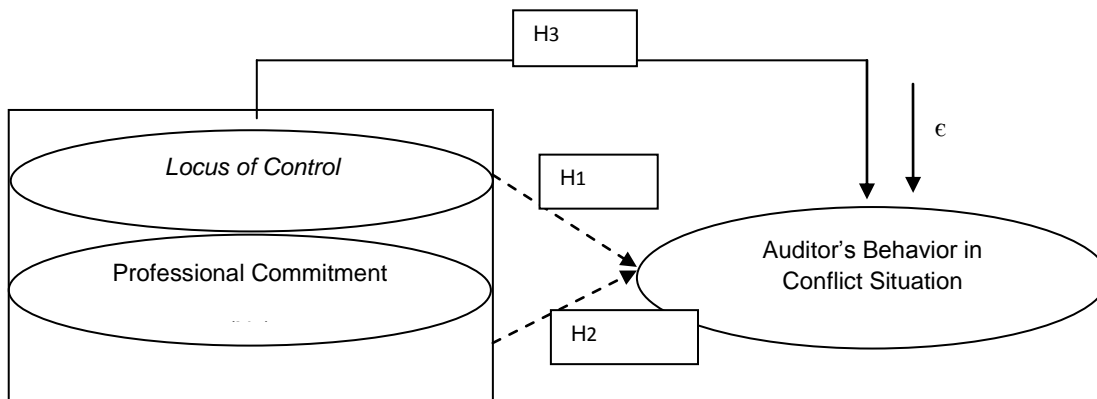 H3
є
Locus of Control
H1
Professional Commitment
Auditor's Behavior in
Conflict Situation
H2